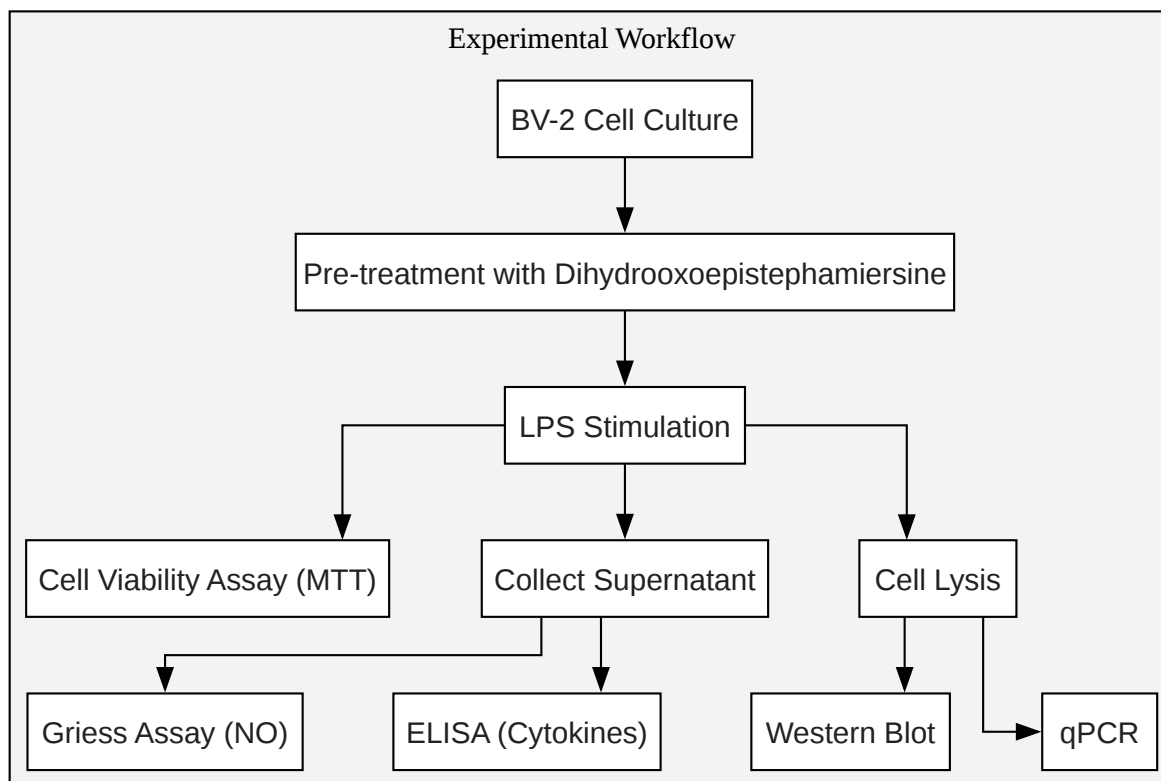 Experimental Workflow
BV-2 Cell Culture
Pre-treatment with Dihydrooxoepistephamiersine
LPS Stimulation
Cell Viability Assay (MTT)
Collect Supernatant
Cell Lysis
Griess Assay (NO)
ELISA (Cytokines)
Western Blot
qPCR